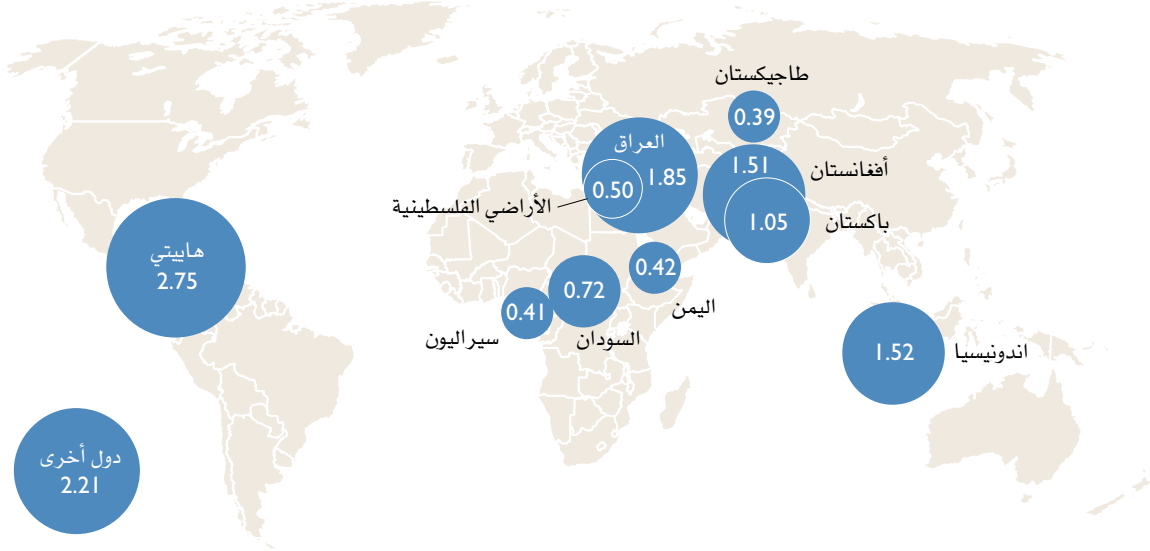 طاجيكستان
0.39
العراق
1.85
0.50
الأراضي الفلسطينية
1.51
أفغانستان
1.05
باكستان
هاييتي
2.75
0.42
اليمن
0.72
السودان
0.41
سيراليون
1.52
اندونيسيا
دول أخرى
2.21